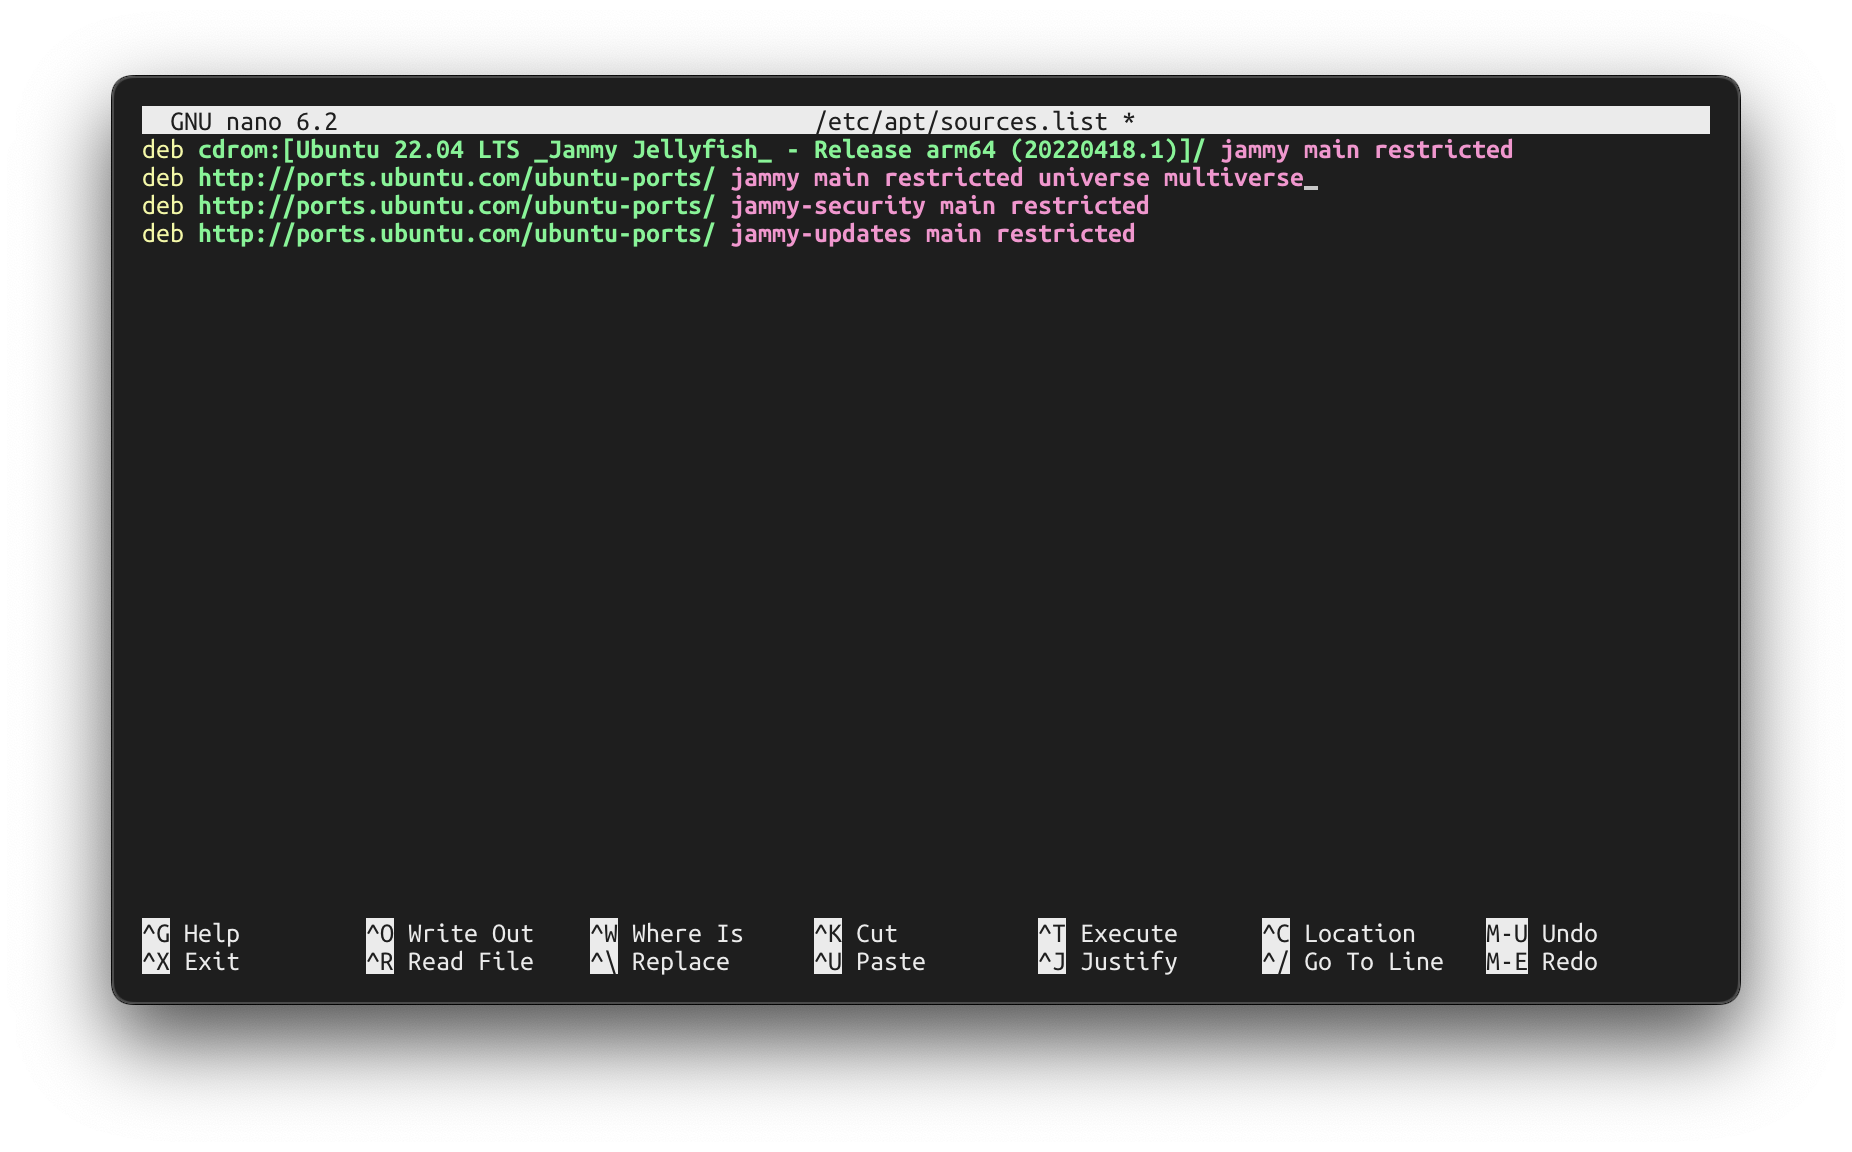 GNU nano 6.2 /etc/apt/sources.list *
deb cdrom:[Ubuntu 22.04 LTS _Jammy Jellyfish_ - Release arm64 (20220418.1)]/ jammy main restricted
deb http://ports.ubuntu.com/ubuntu-ports/ jammy main restricted universe multiverse_
deb http://ports.ubuntu.com/ubuntu-ports/ jammy-security main restricted
deb http://ports.ubuntu.com/ubuntu-ports/ jammy-updates main restricted
^G Help ^O Write Out ^W Where Is ^K Cut ^T Execute ^C Location M-U Undo
^X Exit ^R Read File ^\ Replace ^U Paste ^J Justify ^/ Go To Line M-E Redo